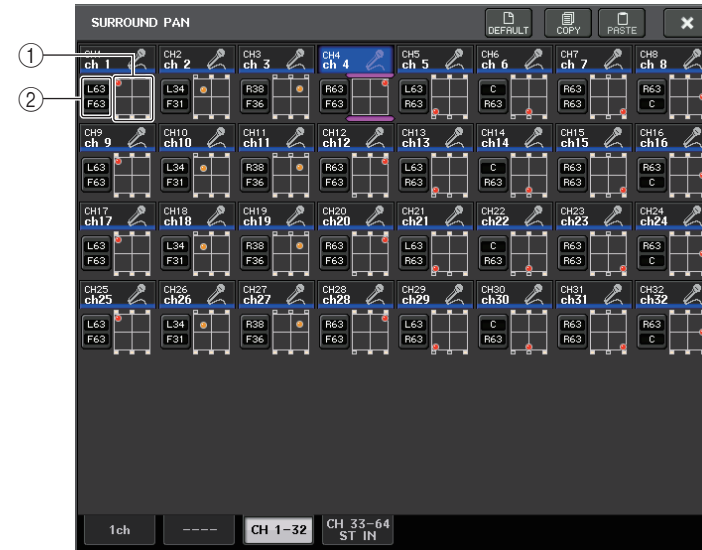 SURROUND PAN DEFAULT COPY PASTE ×
① CH1 CH2 CH3 CH4 CH5 CH6 CH7 CH8
ch 1 ch 2 ch 3 ch 4 ch 5 ch 6 ch 7 ch 8
② L63 L34 R38 R63 L63 C R63 R63
F63 F31 F36 F63 R63 R63 R63 C
CH9 CH10 CH11 CH12 CH13 CH14 CH15 CH16
ch 9 ch10 ch11 ch12 ch13 ch14 ch15 ch16
L63 L34 R38 R63 L63 C R63 R63
F63 F31 F36 F63 R63 R63 R63 C
CH17 CH18 CH19 CH20 CH21 CH22 CH23 CH24
ch17 ch18 ch19 ch20 ch21 ch22 ch23 ch24
L63 L34 R38 R63 L63 C R63 R63
F63 F31 F36 F63 R63 R63 R63 C
CH25 CH26 CH27 CH28 CH29 CH30 CH31 CH32
ch25 ch26 ch27 ch28 ch29 ch30 ch31 ch32
L63 L34 R38 R63 L63 C R63 R63
F63 F31 F36 F63 R63 R63 R63 C
1ch ---- CH 1-32 CH 33-64
ST IN